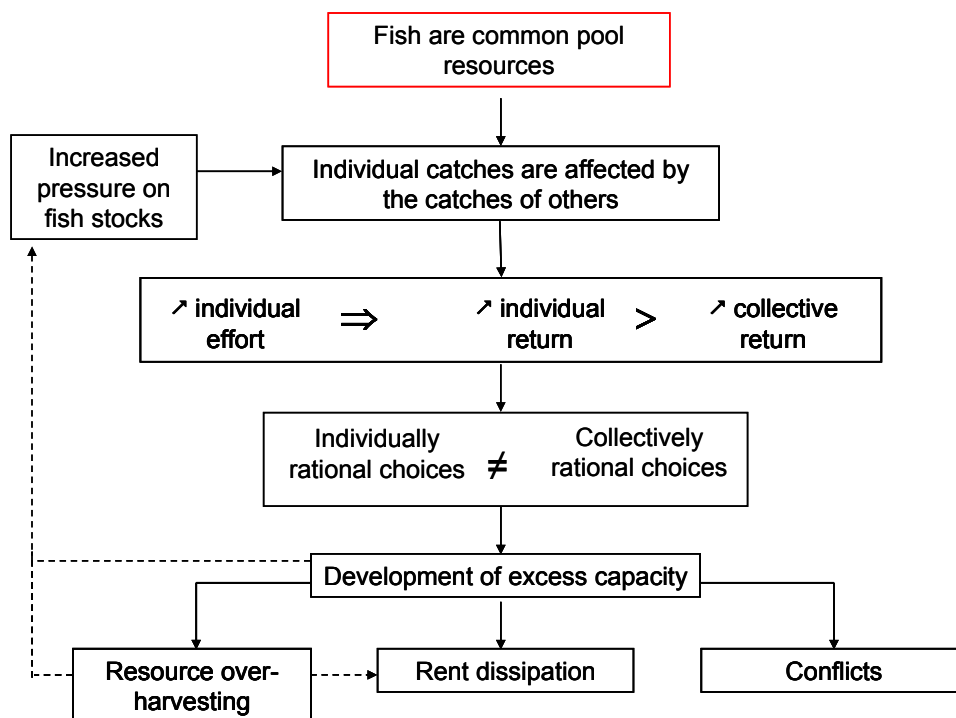 Fish are common pool
resources
Increased
pressure on
fish stocks
Individual catches are affected by
the catches of others
↗ individual
effort
⇒
↗ individual
return
>
↗ collective
return
Individually
rational choices
≠
Collectively
rational choices
Development of excess capacity
Resource over-
harvesting
Rent dissipation
Conflicts